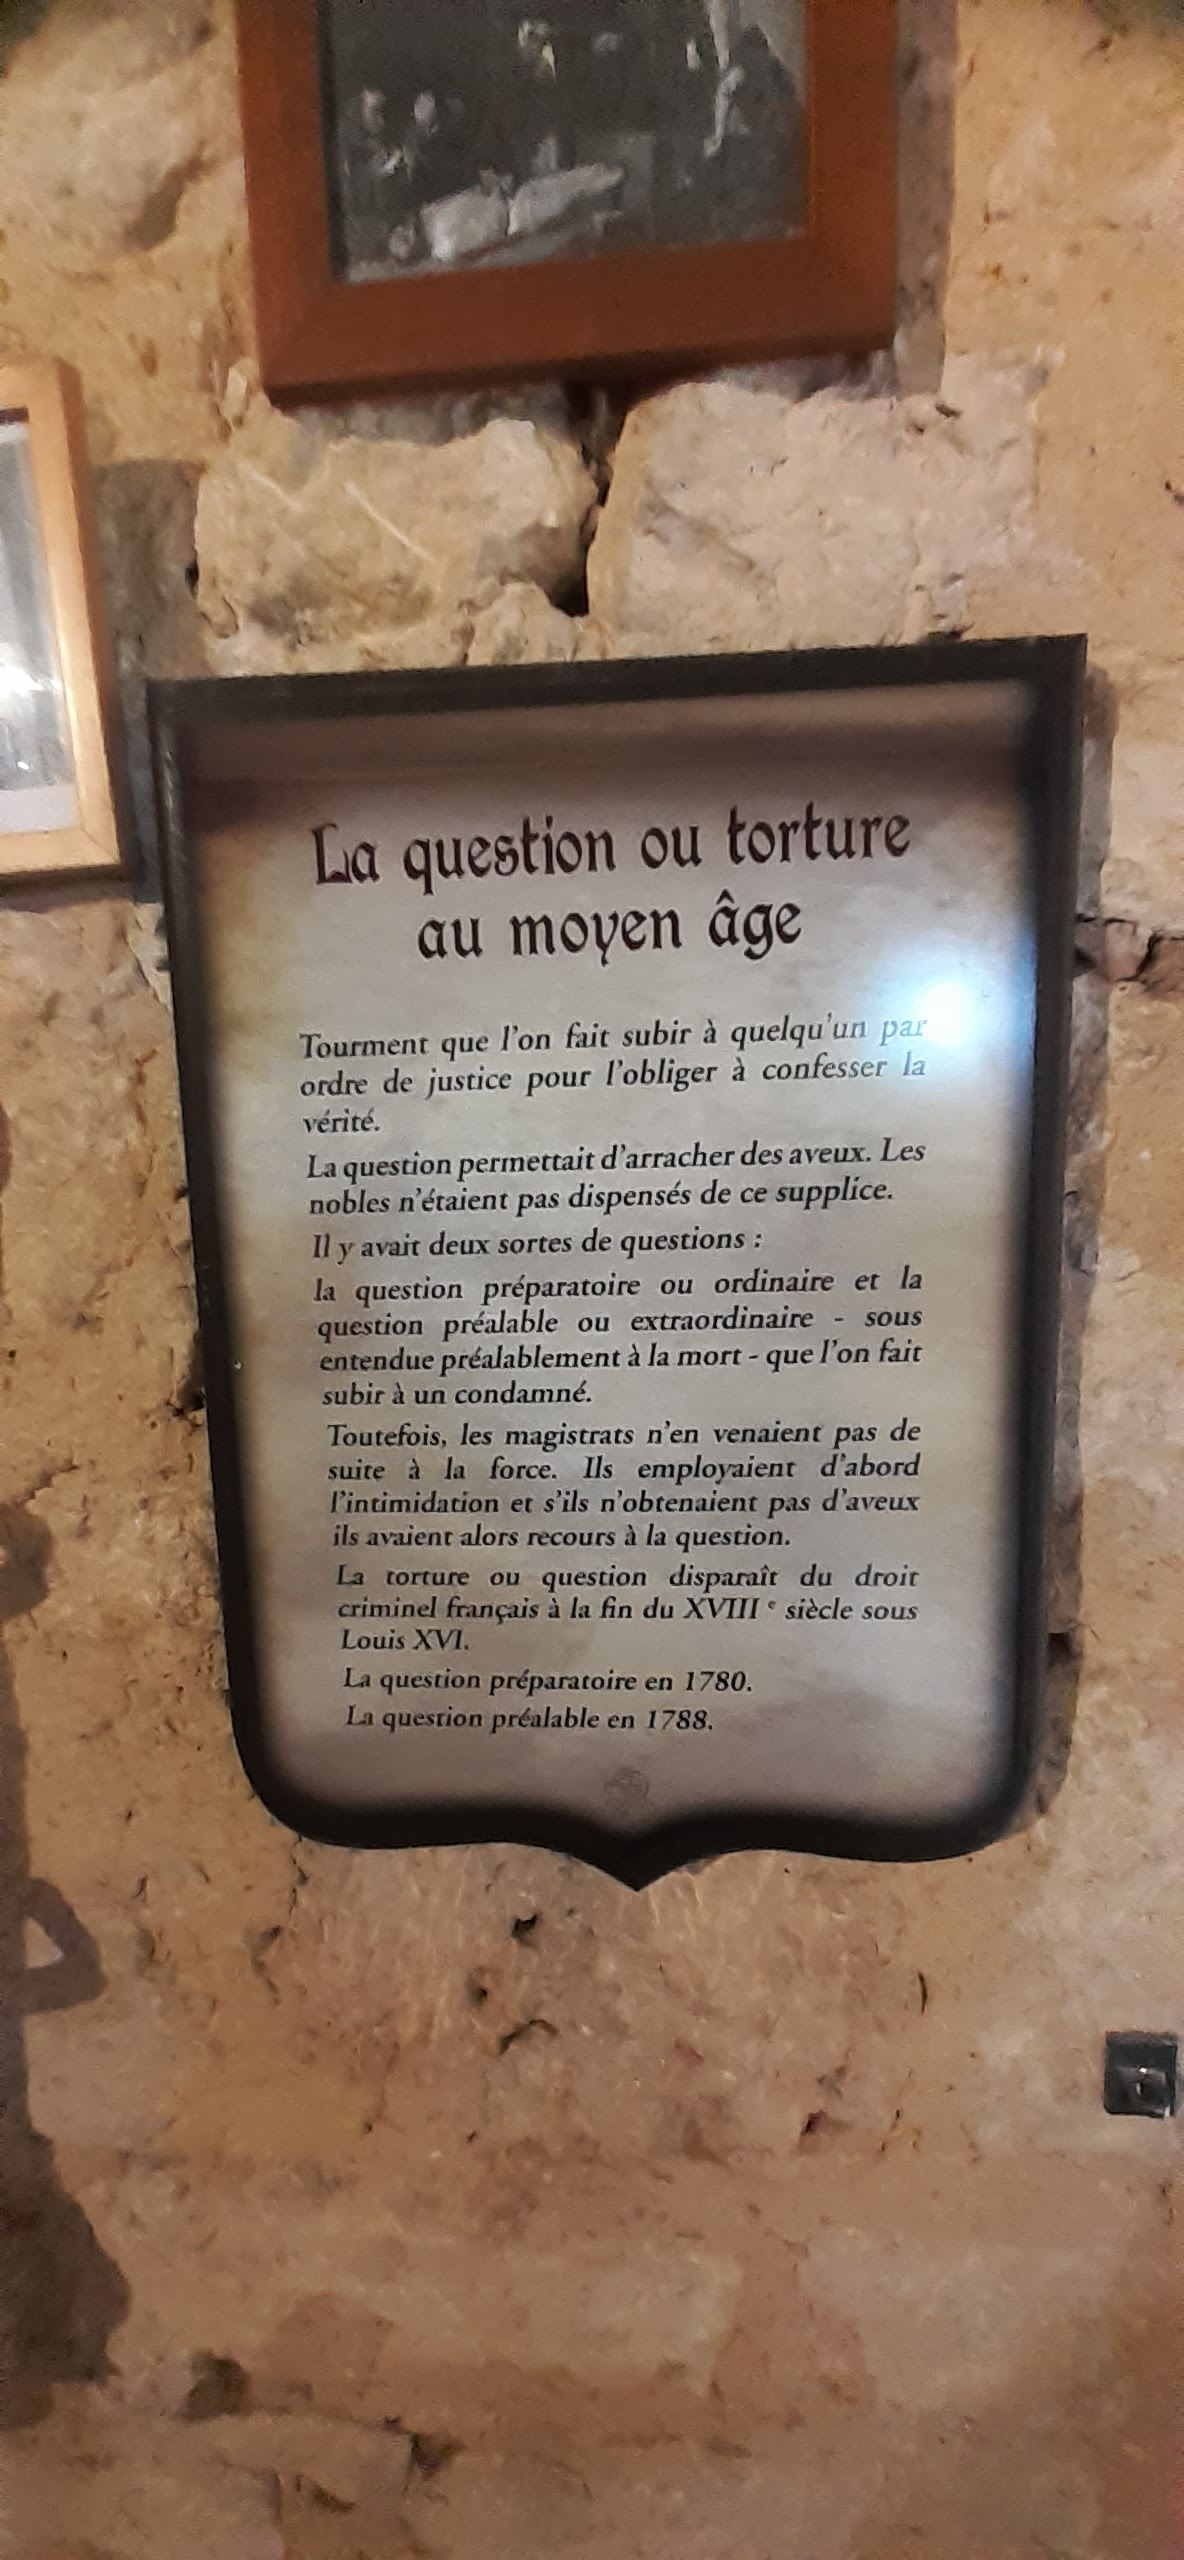 La question ou torture
au moyen âge
Tourment que l'on fait subir à quelqu'un par
ordre de justice pour l'obliger à confesser la
vérité.
La question permettait d'arracher des aveux. Les
nobles n'étaient pas dispensés de ce supplice.
Il y avait deux sortes de questions :
la question préparatoire ou ordinaire et la
question préalable ou extraordinaire - sous
entendue préalablement à la mort - que l'on fait
subir à un condamné.
Toutefois, les magistrats n'en venaient pas de
suite à la force. Ils employaient d'abord
l'intimidation et s'ils n'obtenaient pas d'aveux
ils avaient alors recours à la question.
La torture ou question disparaît du droit
criminel français à la fin du XVIII e siècle sous
Louis XVI.
La question préparatoire en 1780.
La question préalable en 1788.